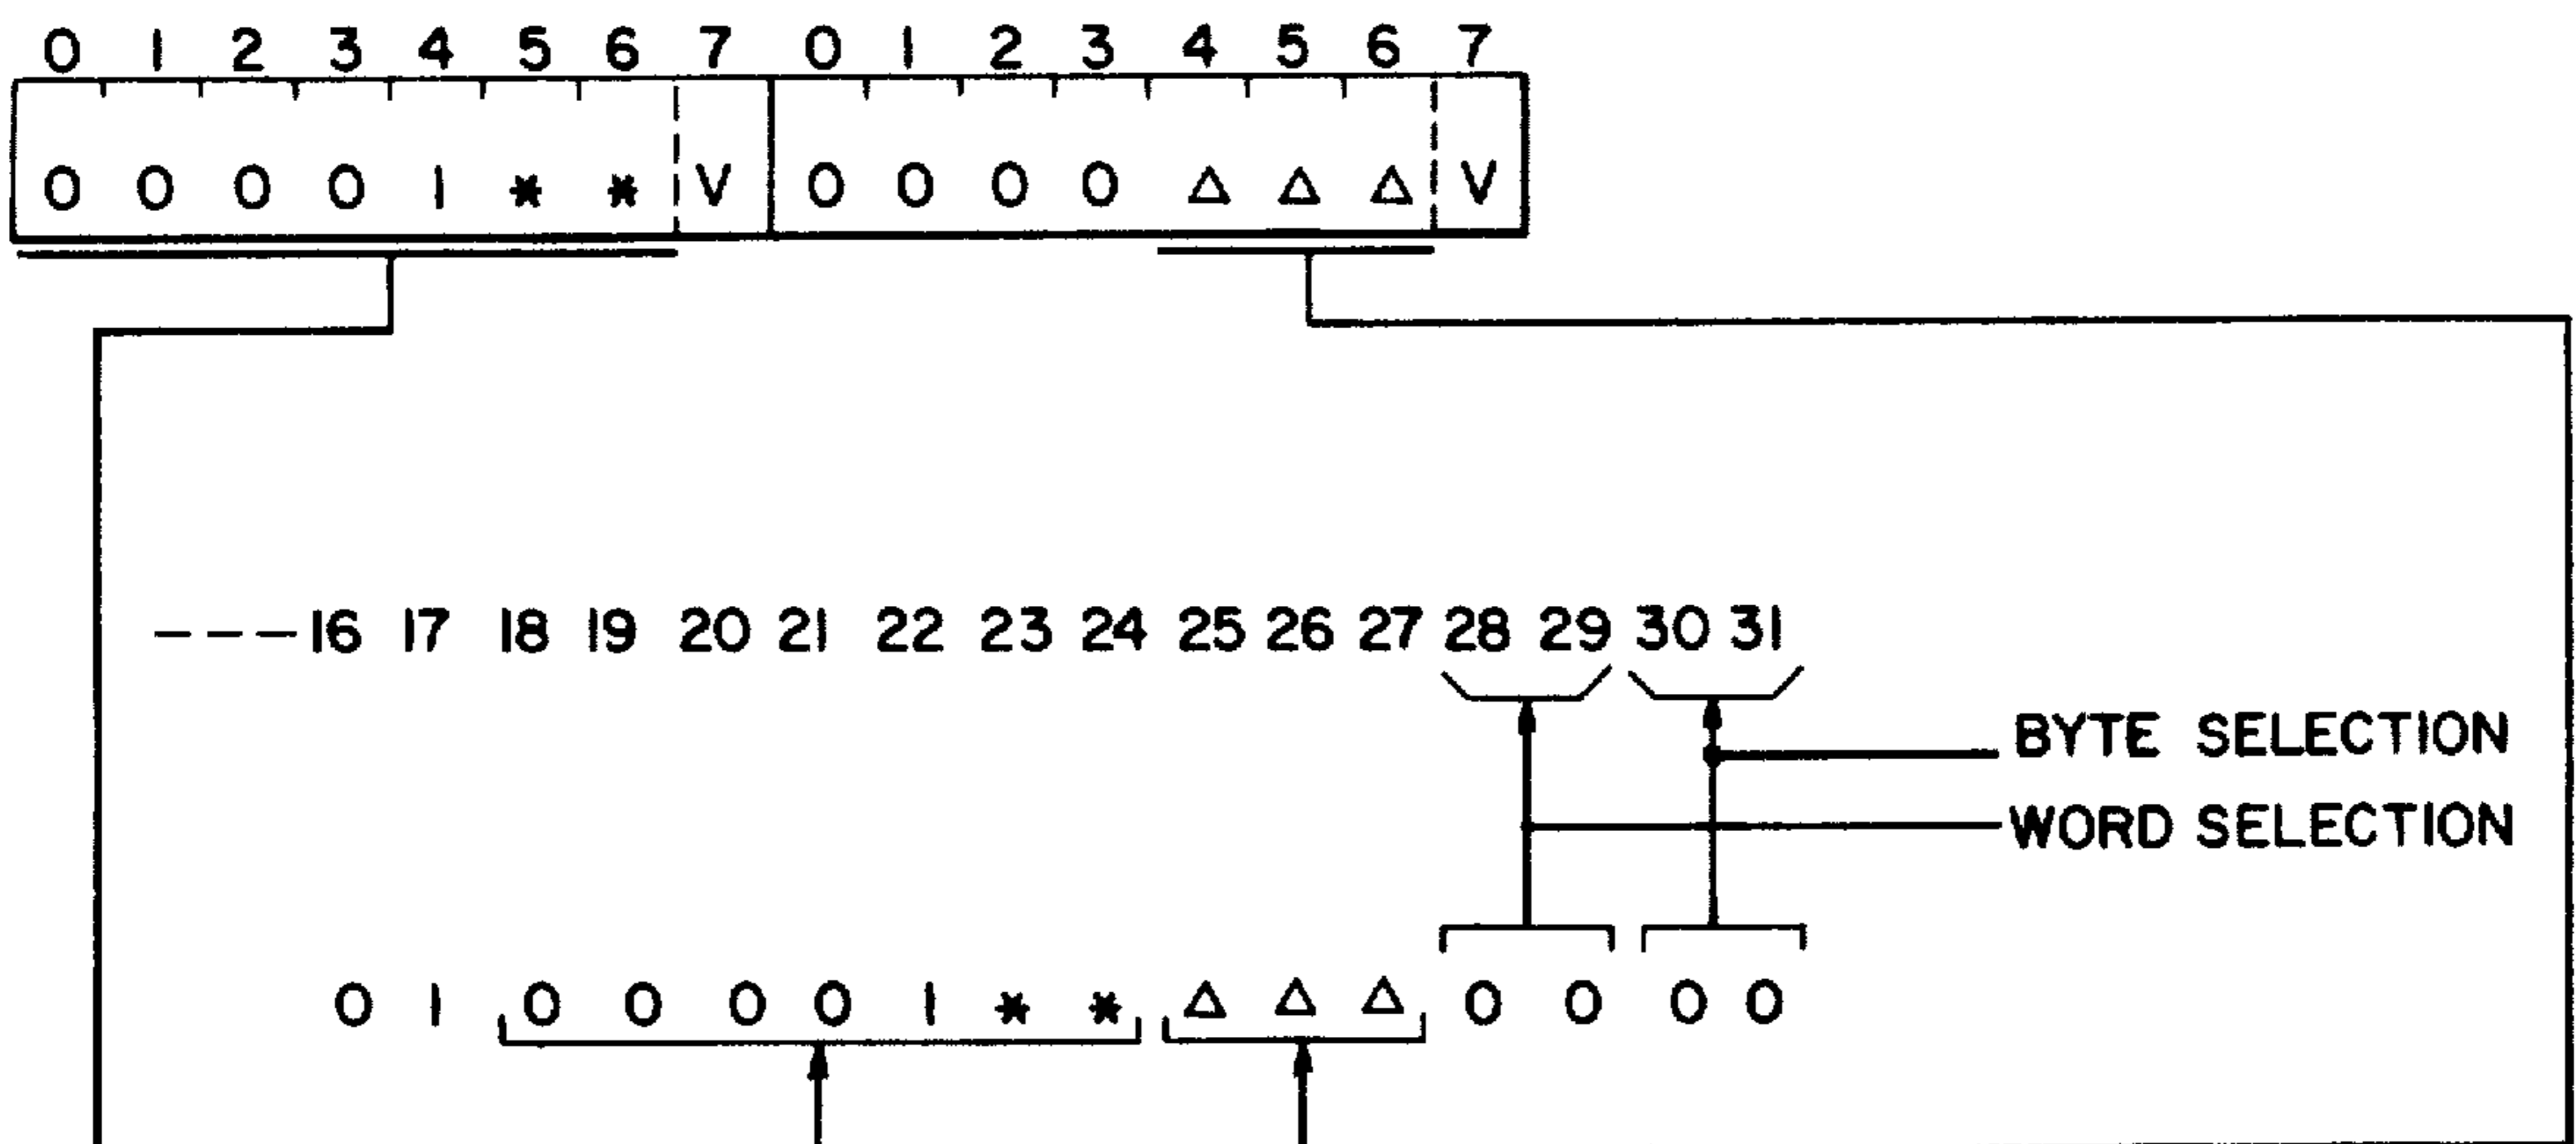 0 1 2 3 4 5 6 7 0 1 2 3 4 5 6 7
0 0 0 0 1 * * V 0 0 0 0 Δ Δ Δ V
---16 17 18 19 20 21 22 23 24 25 26 27 28 29 30 31
BYTE SELECTION
WORD SELECTION
0 1 0 0 0 0 1 * * Δ Δ Δ 0 0 0 0